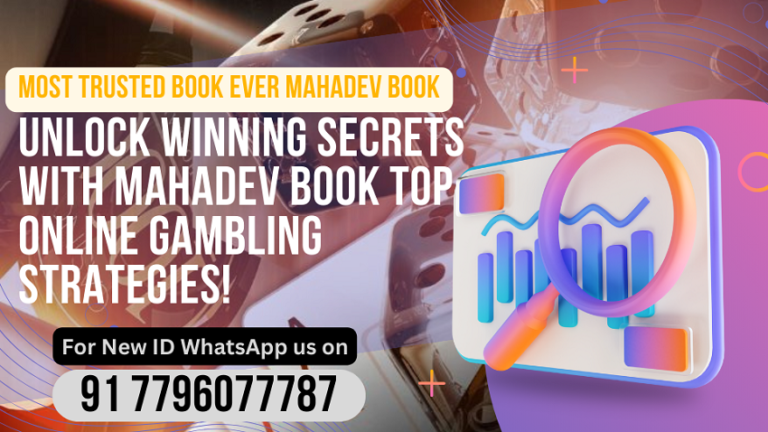 MOST TRUSTED BOOK EVER MAHADEV BOOK
UNLOCK WINNING SECRETS
WITH MAHADEV BOOK TOP
ONLINE GAMBLING
STRATEGIES!
For New ID WhatsApp us on
91 7796077787